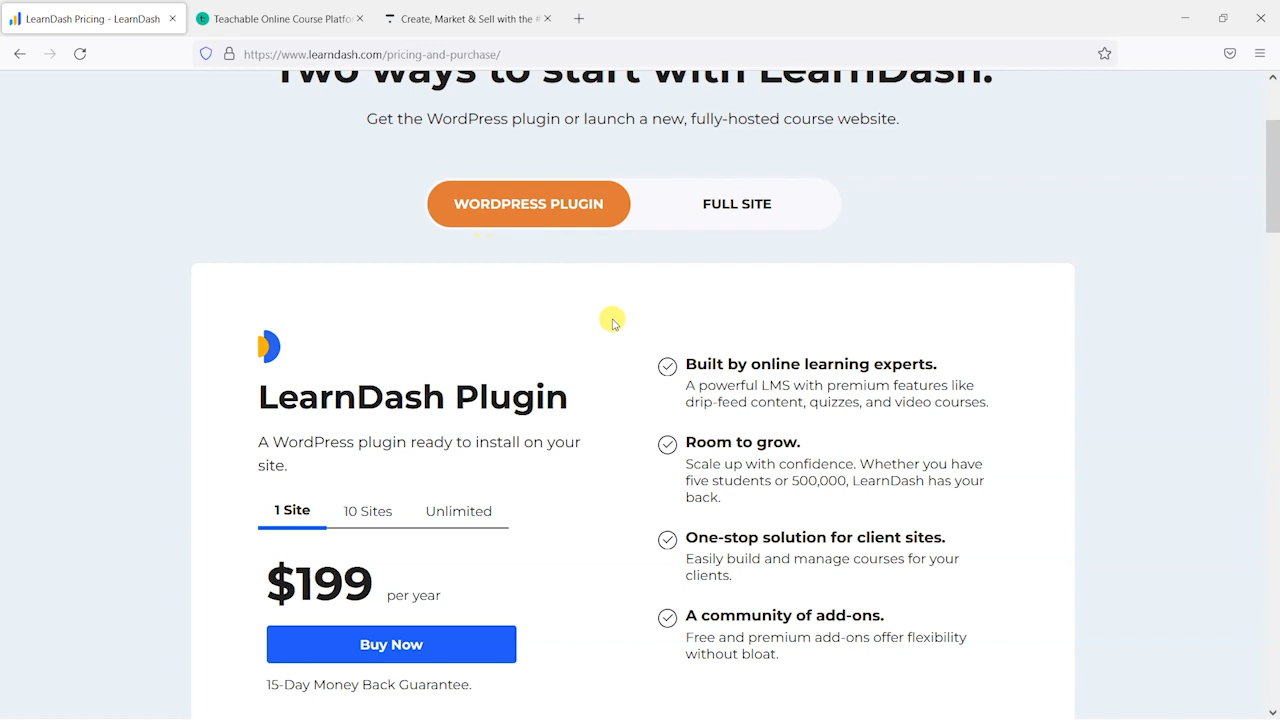 LearnDash Pricing - LearnDash
Teachable Online Course Platfo
Create, Market & Sell with the #
https://www.learndash.com/pricing-and-purchase/
Two ways to start with LearnDash.
Get the WordPress plugin or launch a new, fully-hosted course website.
WORDPRESS PLUGIN
FULL SITE
LearnDash Plugin
A WordPress plugin ready to install on your
site.
1 Site
10 Sites
Unlimited
$199 per year
Buy Now
15-Day Money Back Guarantee.
Built by online learning experts.
A powerful LMS with premium features like
drip-feed content, quizzes, and video courses.
Room to grow.
Scale up with confidence. Whether you have
five students or 500,000, LearnDash has your
back.
One-stop solution for client sites.
Easily build and manage courses for your
clients.
A community of add-ons.
Free and premium add-ons offer flexibility
without bloat.